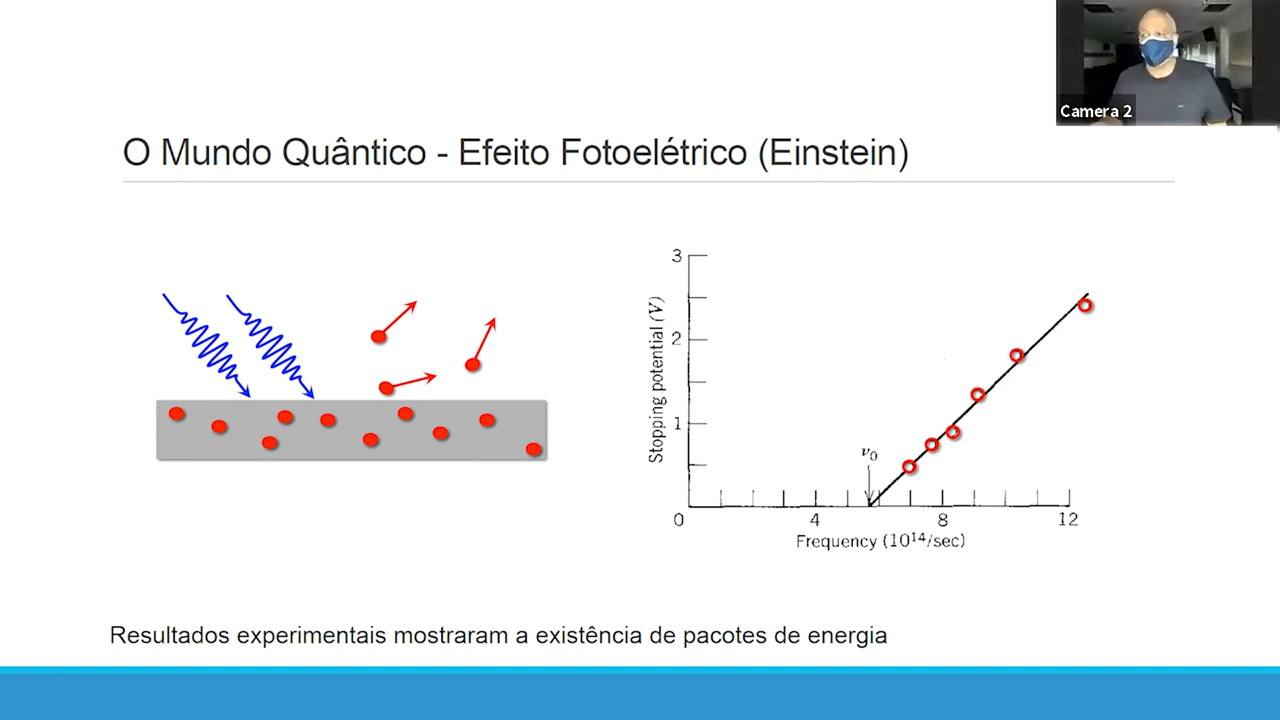 Camera 2
O Mundo Quântico - Efeito Fotoelétrico (Einstein)
3
2
1
0
4
8
12
Stopping potential (V)
ν₀
Frequency (10¹⁴/sec)
Resultados experimentais mostraram a existência de pacotes de energia